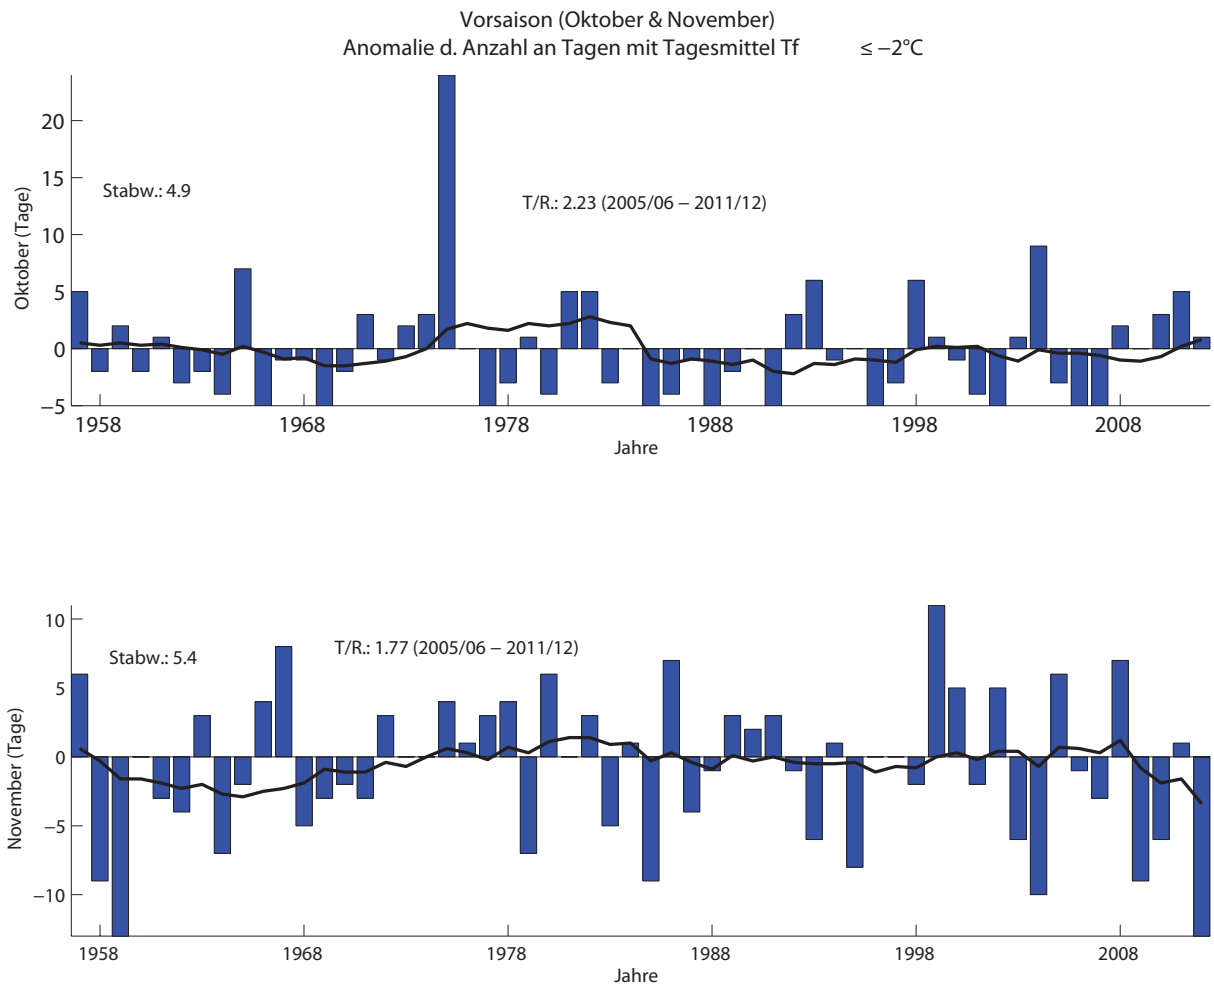 Vorsaison (Oktober & November)
Anomalie d. Anzahl an Tagen mit Tagesmittel Tf ≤ −2°C
20
15
10
5
0
−5
Oktober (Tage)
Stabw.: 4.9
T/R.: 2.23 (2005/06 − 2011/12)
1958 1968 1978 1988 1998 2008
Jahre
10
5
0
−5
−10
November (Tage)
Stabw.: 5.4
T/R.: 1.77 (2005/06 − 2011/12)
1958 1968 1978 1988 1998 2008
Jahre